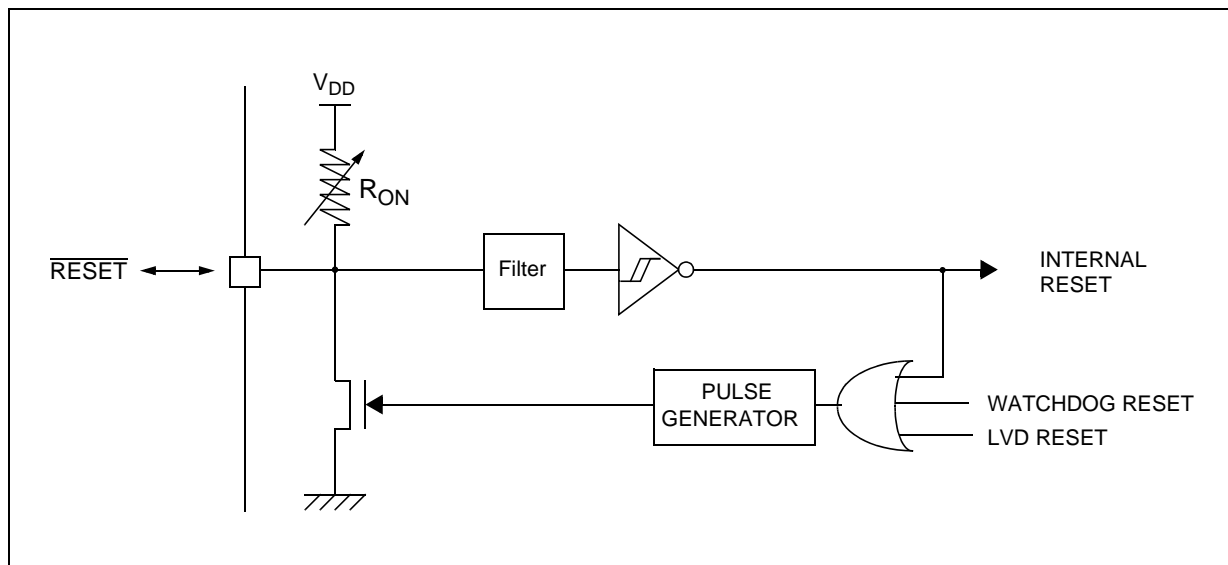 VDD
RON
RESET
Filter
INTERNAL
RESET
PULSE
GENERATOR
WATCHDOG RESET
LVD RESET